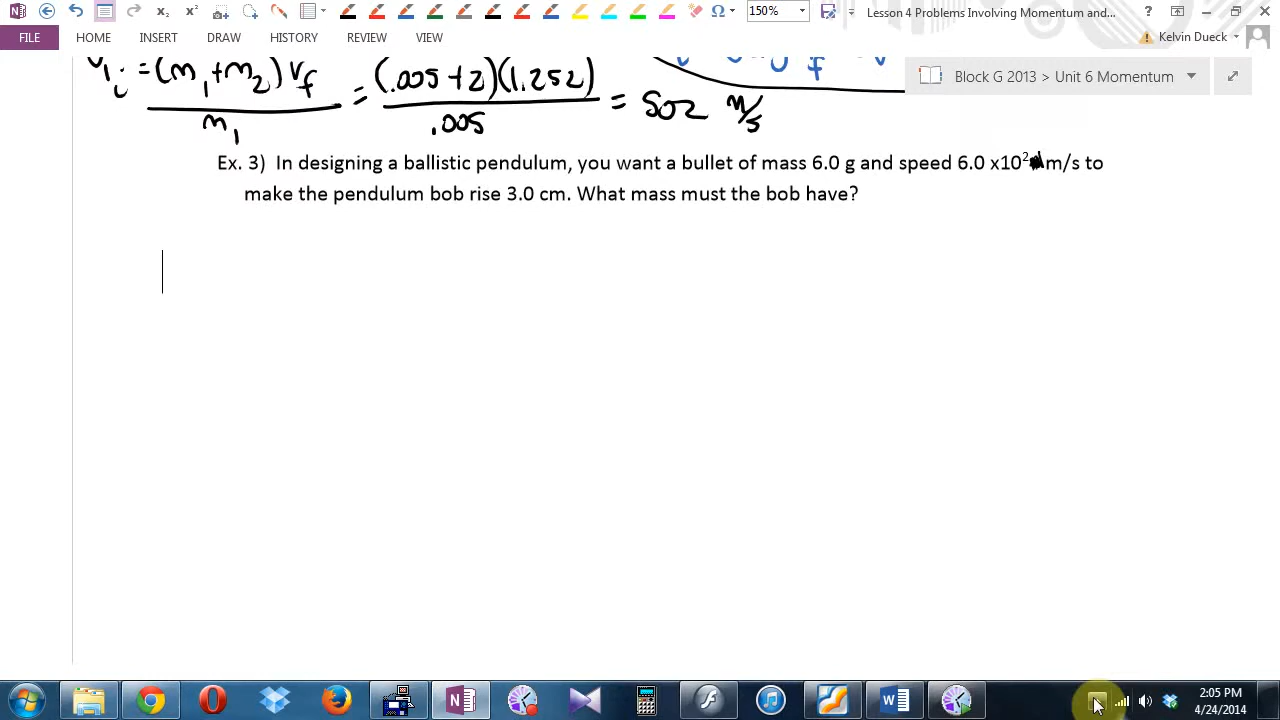 150%
Lesson 4 Problems Involving Momentum and...
FILE HOME INSERT DRAW HISTORY REVIEW VIEW
Kelvin Dueck
= (m₁+m₂) v_f = (.005+2)(1.252) = 502 m/s
m₁ .005
Block G 2013 > Unit 6 Momentum
Ex. 3) In designing a ballistic pendulum, you want a bullet of mass 6.0 g and speed 6.0 x10² m/s to
make the pendulum bob rise 3.0 cm. What mass must the bob have?
2:05 PM
4/24/2014